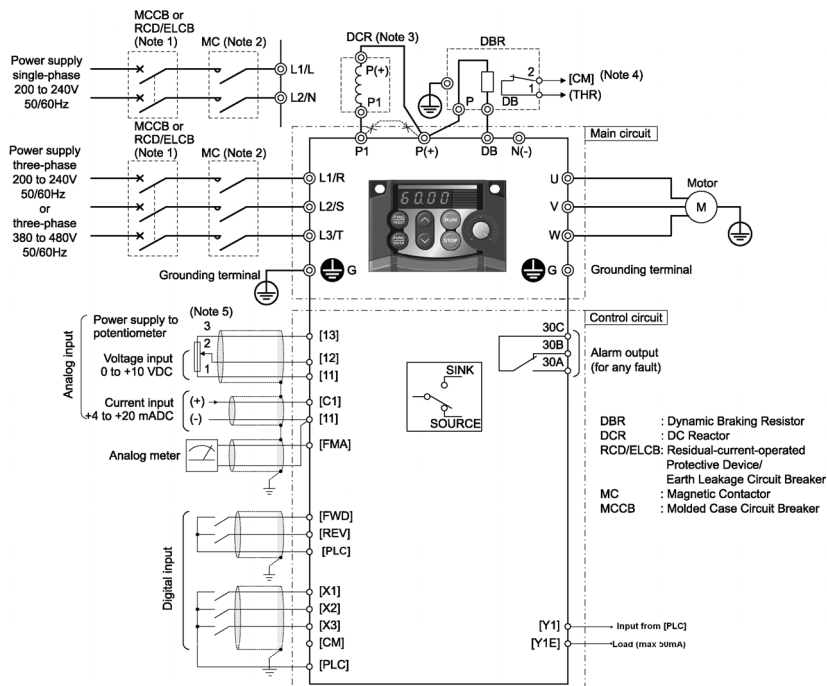 MCCB or
RCD/ELCB
(Note 1)
MC (Note 2)
Power supply
single-phase
200 to 240V
50/60Hz
L1/L
L2/N
DCR (Note 3)
P(+)
P1
DBR
2
1
DB
P
[CM] (Note 4)
(THR)
MCCB or
RCD/ELCB
(Note 1)
MC (Note 2)
Power supply
three-phase
200 to 240V
50/60Hz
or
three-phase
380 to 480V
50/60Hz
Main circuit
P1
P(+)
DB
N(-)
L1/R
L2/S
L3/T
60.00
RUN
STOP
U
V
W
Motor
M
Grounding terminal
G
G
Grounding terminal
Control circuit
Analog input
Power supply to
potentiometer
(Note 5)
3
2
1
Voltage input
0 to +10 VDC
[13]
[12]
[11]
Current input
+4 to +20 mADC
(+)
(-)
[C1]
[11]
Analog meter
[FMA]
SINK
SOURCE
30C
30B
30A
Alarm output
(for any fault)
DBR : Dynamic Braking Resistor
DCR : DC Reactor
RCD/ELCB: Residual-current-operated
Protective Device/
Earth Leakage Circuit Breaker
MC : Magnetic Contactor
MCCB : Molded Case Circuit Breaker
Digital input
[FWD]
[REV]
[PLC]
[X1]
[X2]
[X3]
[CM]
[PLC]
[Y1]
Input from [PLC]
[Y1E]
Load (max 50mA)